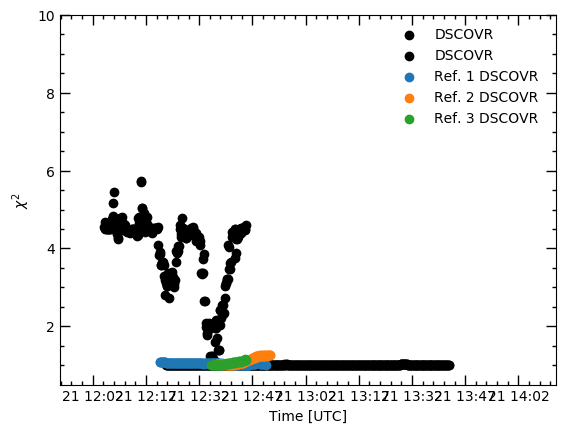 10
8
6
4
2
χ²
DSCOVR
DSCOVR
Ref. 1 DSCOVR
Ref. 2 DSCOVR
Ref. 3 DSCOVR
21 12:02 21 12:17 21 12:32 21 12:47 21 13:02 21 13:17 21 13:32 21 13:47 21 14:02
Time [UTC]